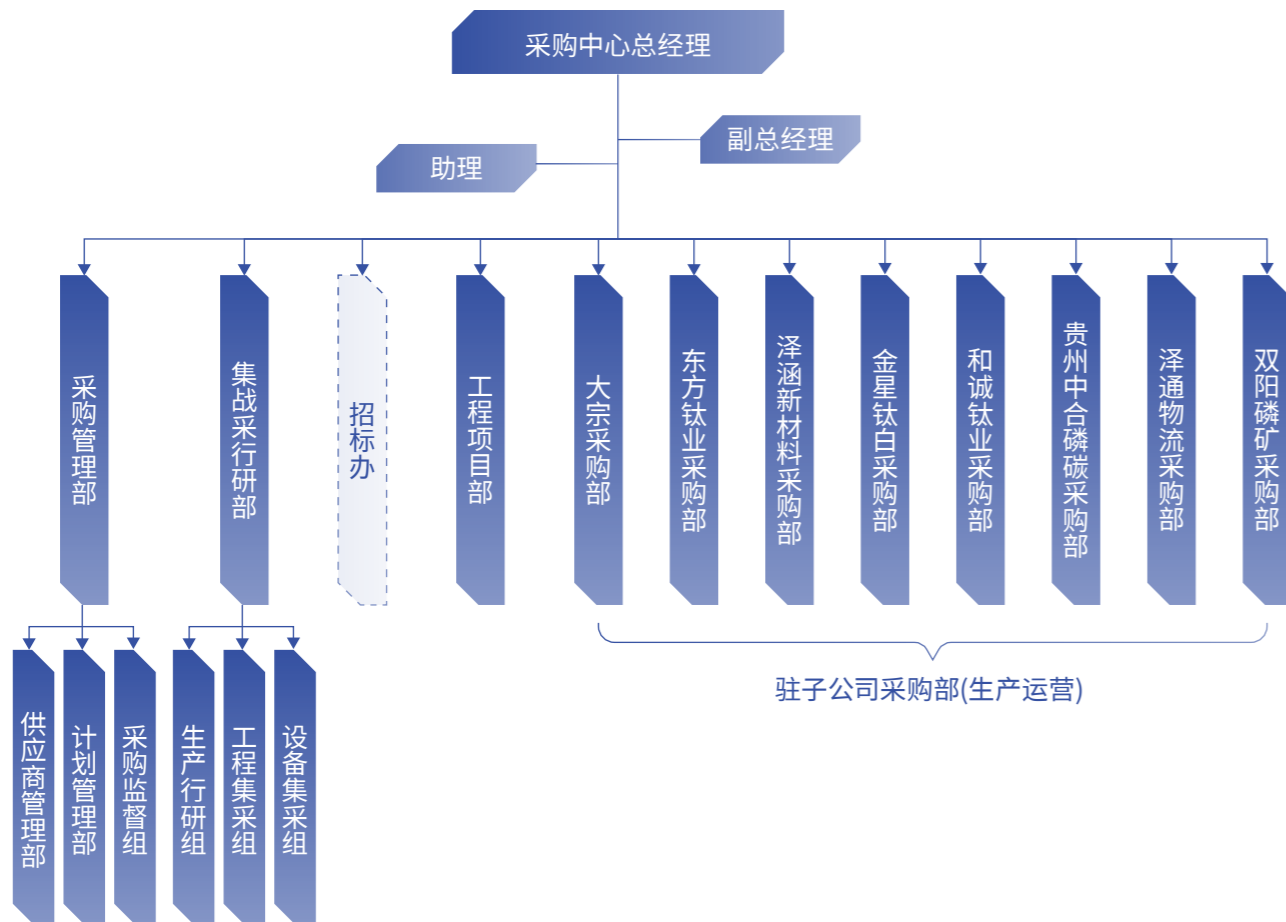 采购中心总经理
副总经理
助理
采购管理部
集战采行研部
招标办
工程项目部
大宗采购部
东方钛业采购部
泽涵新材料采购部
金星钛白采购部
和诚钛业采购部
贵州中合磷碳采购部
泽通物流采购部
双阳磷矿采购部
供应商管理部
计划管理部
采购监督组
生产行研组
工程集采组
设备集采组
驻子公司采购部(生产运营)